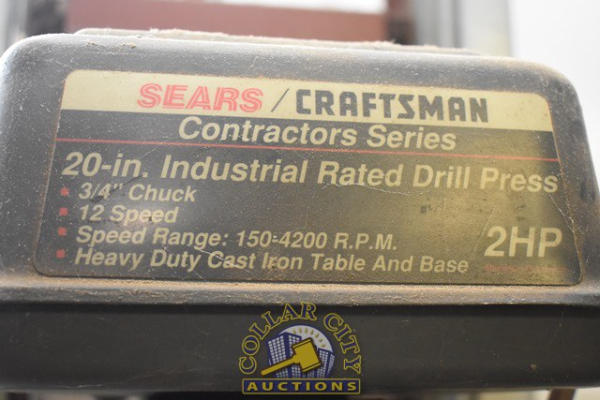 SEARS / CRAFTSMAN
Contractors Series
20-in. Industrial Rated Drill Press
3/4" Chuck
12 Speed
Speed Range: 150-4200 R.P.M.
Heavy Duty Cast Iron Table And Base
2HP
COLLAR CITY
AUCTIONS